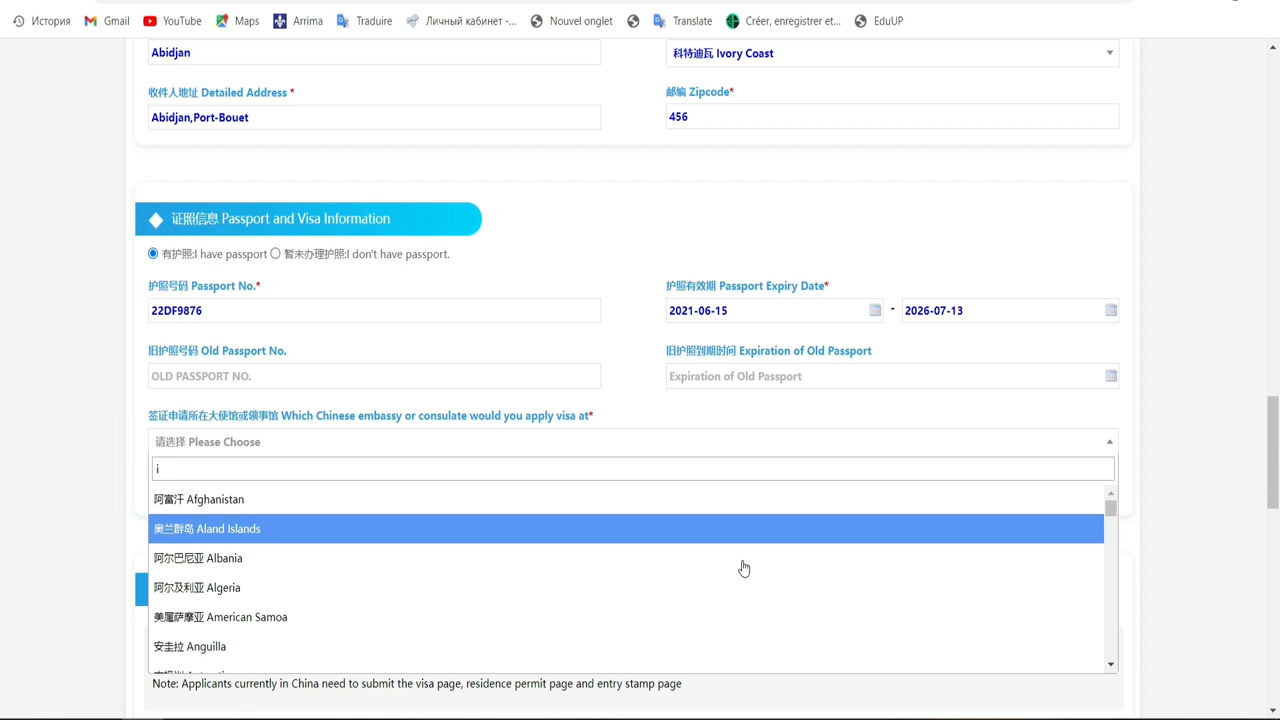 История Gmail YouTube Maps Arrima Traduire Личный кабинет -... Nouvel onglet Translate Créer, enregistrer et... EduUP
Abidjan 科特迪瓦 Ivory Coast
收件人地址 Detailed Address * 邮编 Zipcode*
Abidjan,Port-Bouet 456
证照信息 Passport and Visa Information
有护照:I have passport 暂未办理护照:I don't have passport.
护照号码 Passport No.* 护照有效期 Passport Expiry Date*
22DF9876 2021-06-15 - 2026-07-13
旧护照号码 Old Passport No. 旧护照到期时间 Expiration of Old Passport
OLD PASSPORT NO. Expiration of Old Passport
签证申请所在大使馆或领事馆 Which Chinese embassy or consulate would you apply visa at*
请选择 Please Choose
i
阿富汗 Afghanistan
奥兰群岛 Aland Islands
阿尔巴尼亚 Albania
阿尔及利亚 Algeria
美属萨摩亚 American Samoa
安圭拉 Anguilla
Note: Applicants currently in China need to submit the visa page, residence permit page and entry stamp page